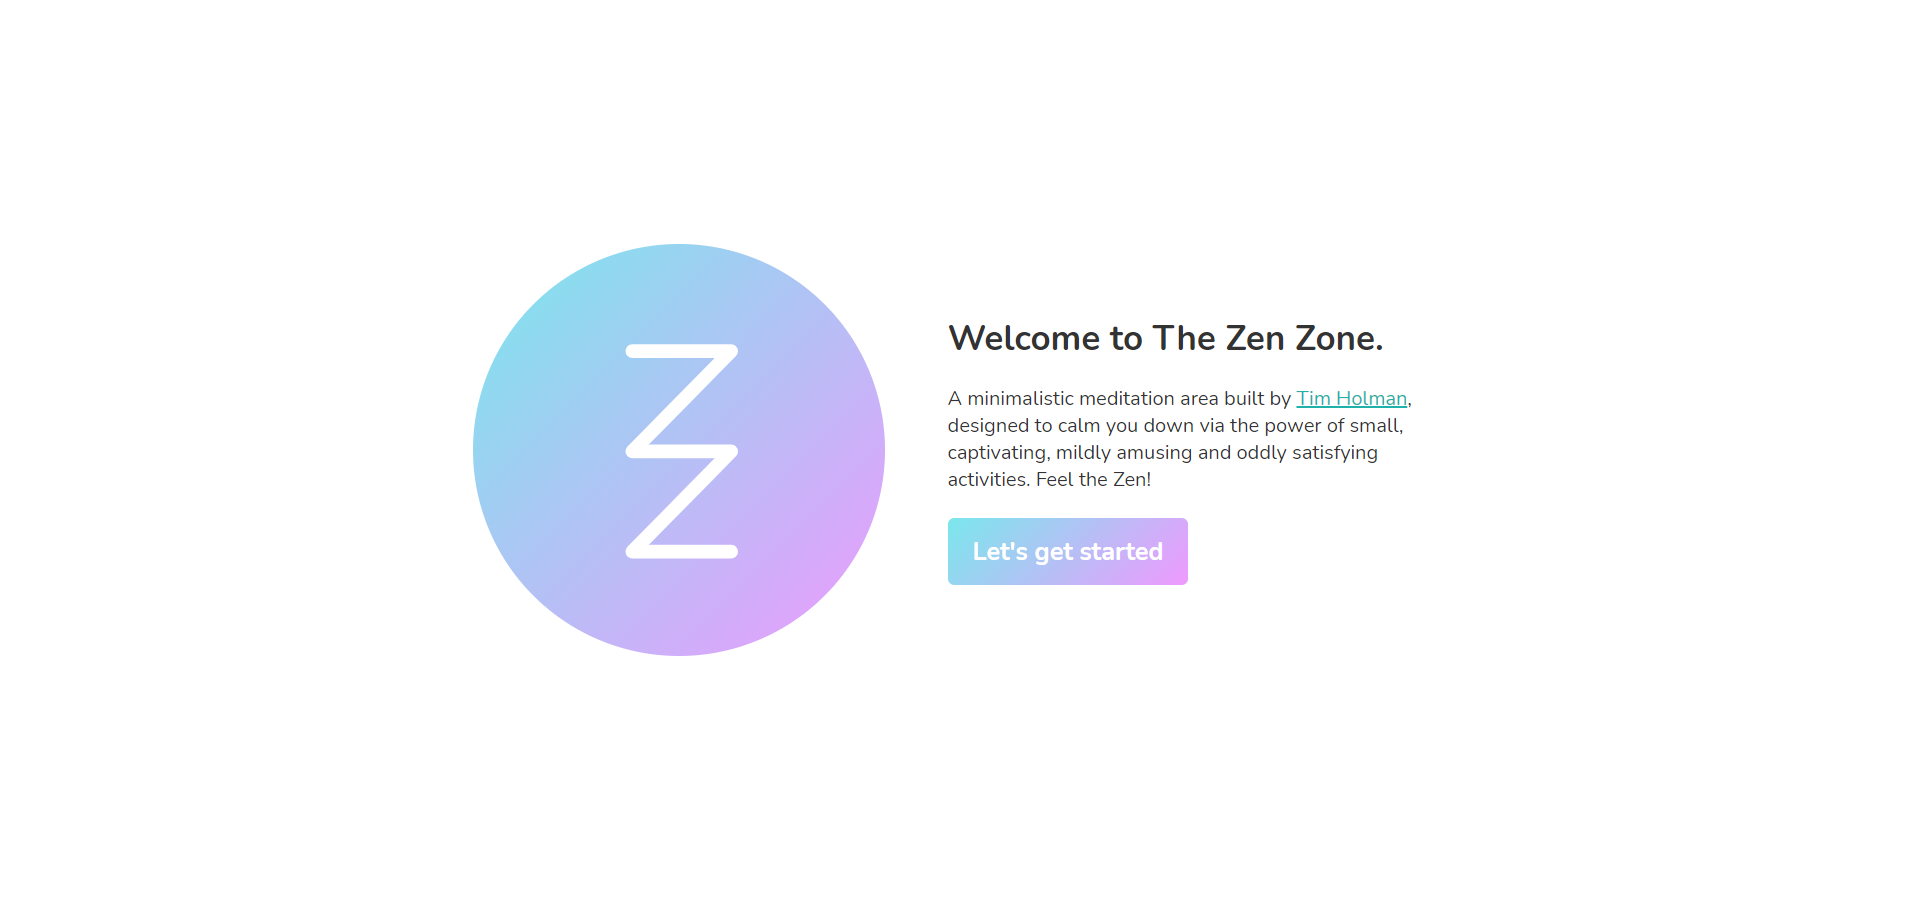 Welcome to The Zen Zone.
A minimalistic meditation area built by Tim Holman,
designed to calm you down via the power of small,
captivating, mildly amusing and oddly satisfying
activities. Feel the Zen!
Let's get started